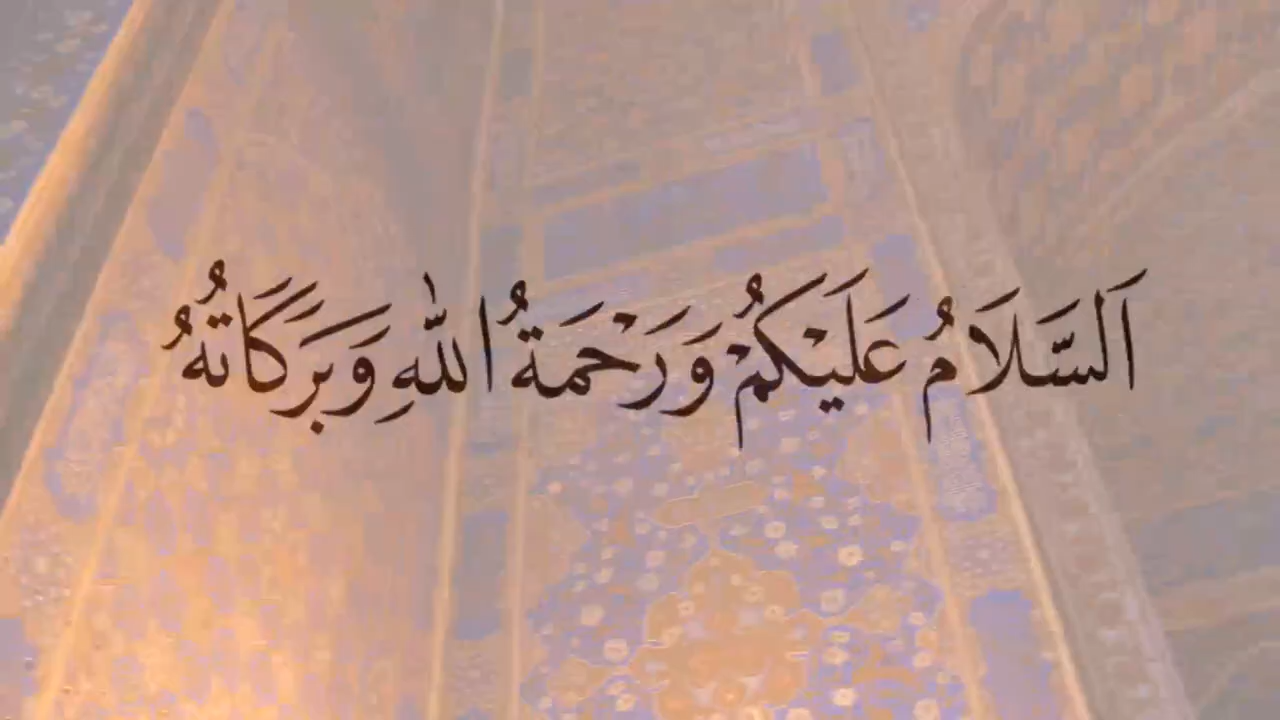 اَلسَّلَامُ عَلَيْكُمْ وَرَحْمَةُ اللّٰهِ وَبَرَكَاتُهُ